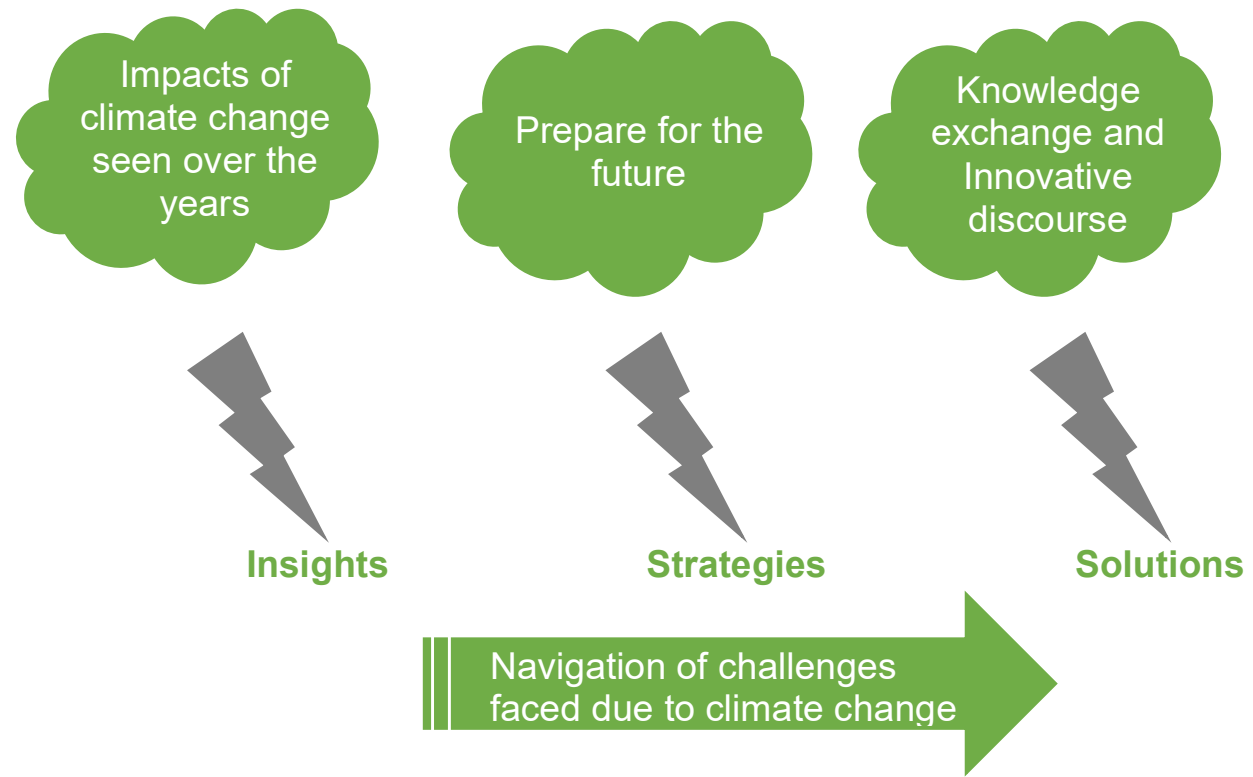 Impacts of
climate change
seen over the
years
Prepare for the
future
Knowledge
exchange and
Innovative
discourse
Insights
Strategies
Solutions
Navigation of challenges
faced due to climate change